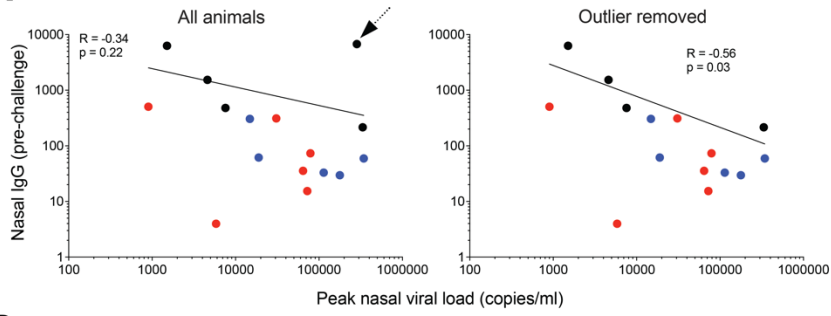 All animals
Outlier removed
R = -0.34
p = 0.22
R = -0.56
p = 0.03
Nasal IgG (pre-challenge)
10000
1000
100
10
1
100 1000 10000 100000 1000000
10000
1000
100
10
1
100 1000 10000 100000 1000000
Peak nasal viral load (copies/ml)